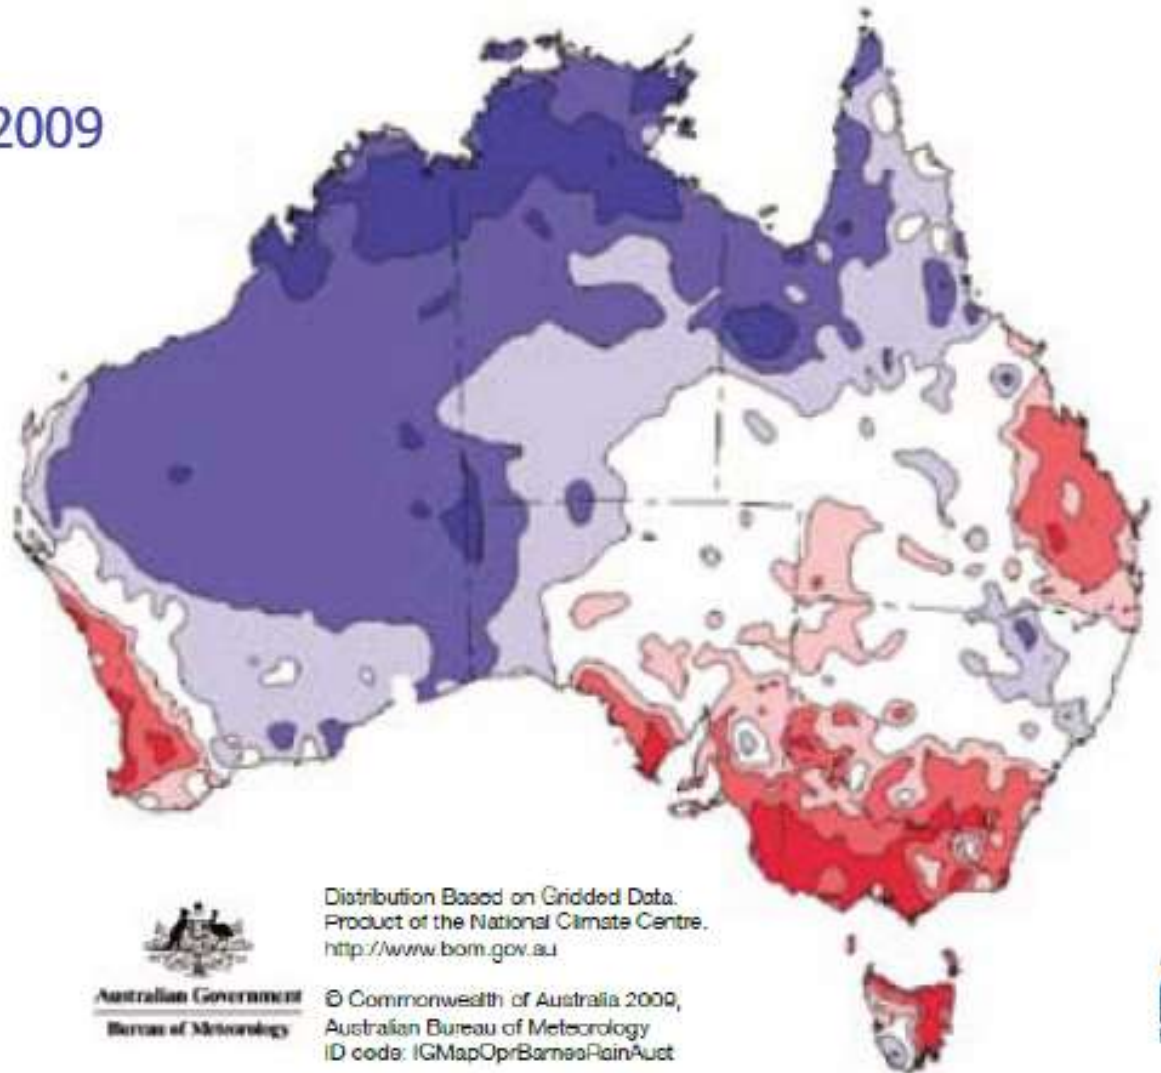 2009
Distribution Based on Gridded Data.
Product of the National Climate Centre.
http://www.bom.gov.au
Australian Government
Bureau of Meteorology
© Commonwealth of Australia 2009,
Australian Bureau of Meteorology
ID code: IGMapOprBarnesRainAust